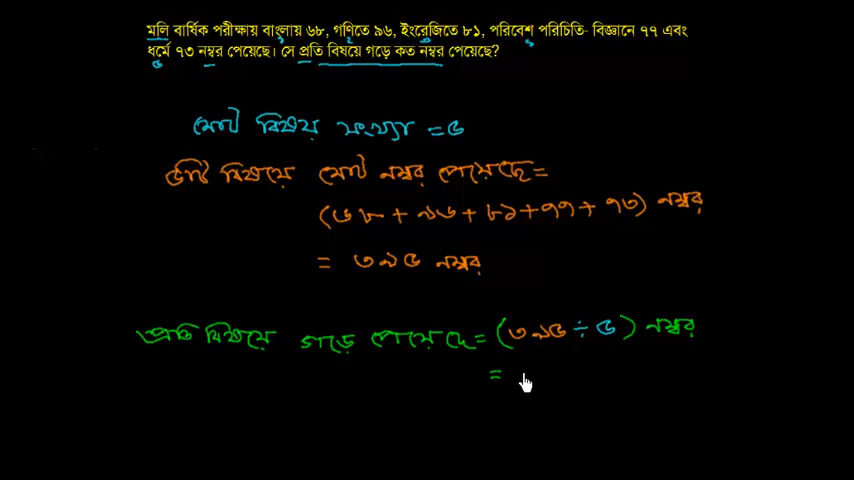 মলি বার্ষিক পরীক্ষায় বাংলায় ৬৮, গণিতে ৯৬, ইংরেজিতে ৮১, পরিবেশ পরিচিতি- বিজ্ঞানে ৭৭ এবং
ধর্মে ৭৩ নম্বর পেয়েছে। সে প্রতি বিষয়ে গড়ে কত নম্বর পেয়েছে?
মোট বিষয় সংখ্যা = ৫
৫টি বিষয়ে মোট নম্বর পেয়েছে =
(৬৮ + ৯৬ + ৮১ + ৭৭ + ৭৩) নম্বর
= ৩৯৫ নম্বর
প্রতি বিষয়ে গড়ে পেয়েছে = (৩৯৫ ÷ ৫) নম্বর
=